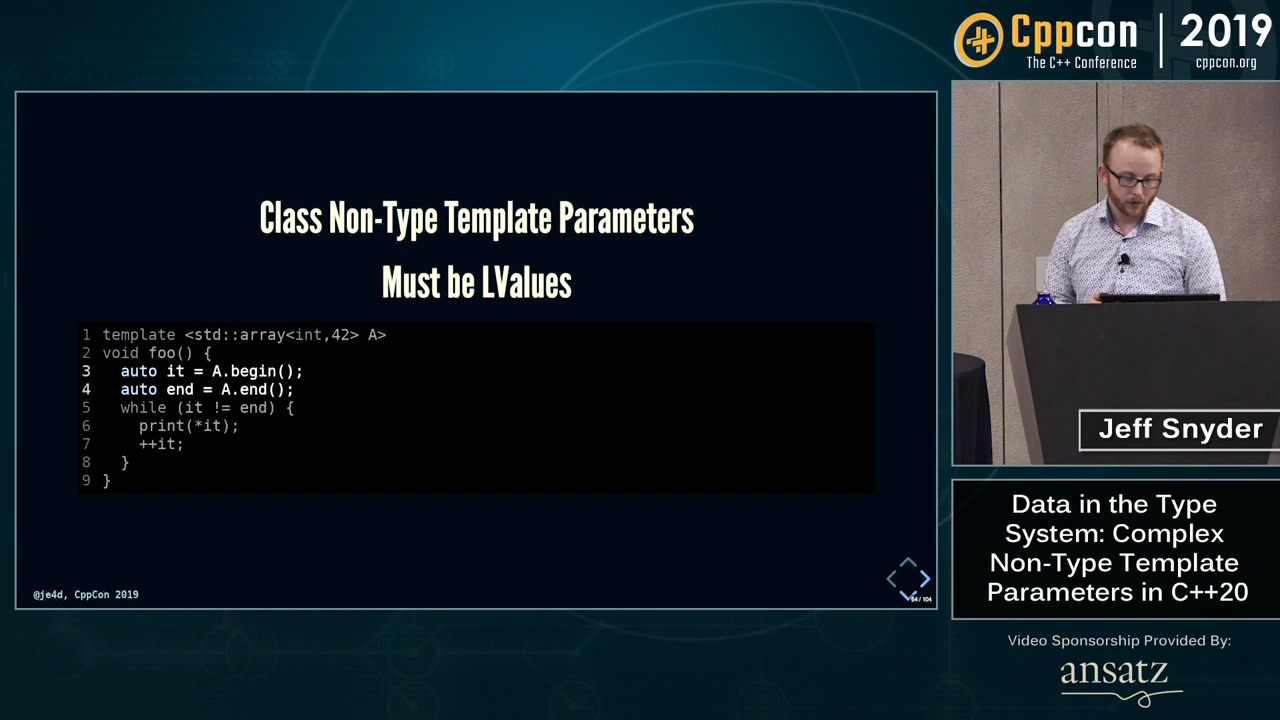 Cppcon | 2019
The C++ Conference
cppcon.org
Class Non-Type Template Parameters
Must be LValues
1 template <std::array<int,42> A>
2 void foo() {
3   auto it = A.begin();
4   auto end = A.end();
5   while (it != end) {
6     print(*it);
7     ++it;
8   }
9 }
@je4d, CppCon 2019
/ 104
Jeff Snyder
Data in the Type
System: Complex
Non-Type Template
Parameters in C++20
Video Sponsorship Provided By:
ansatz